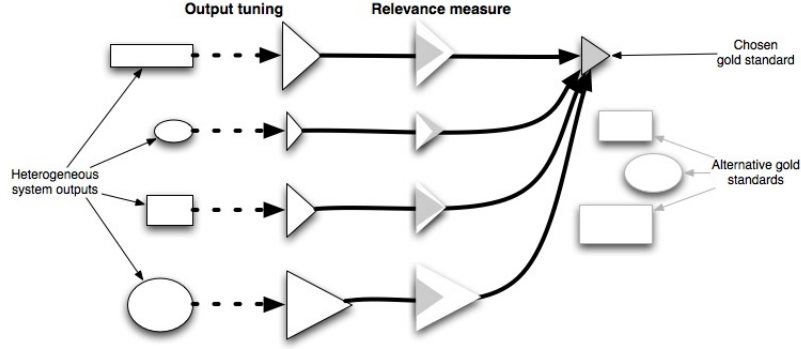 Output tuning
Relevance measure
Chosen
gold standard
Heterogeneous
system outputs
Alternative gold
standards